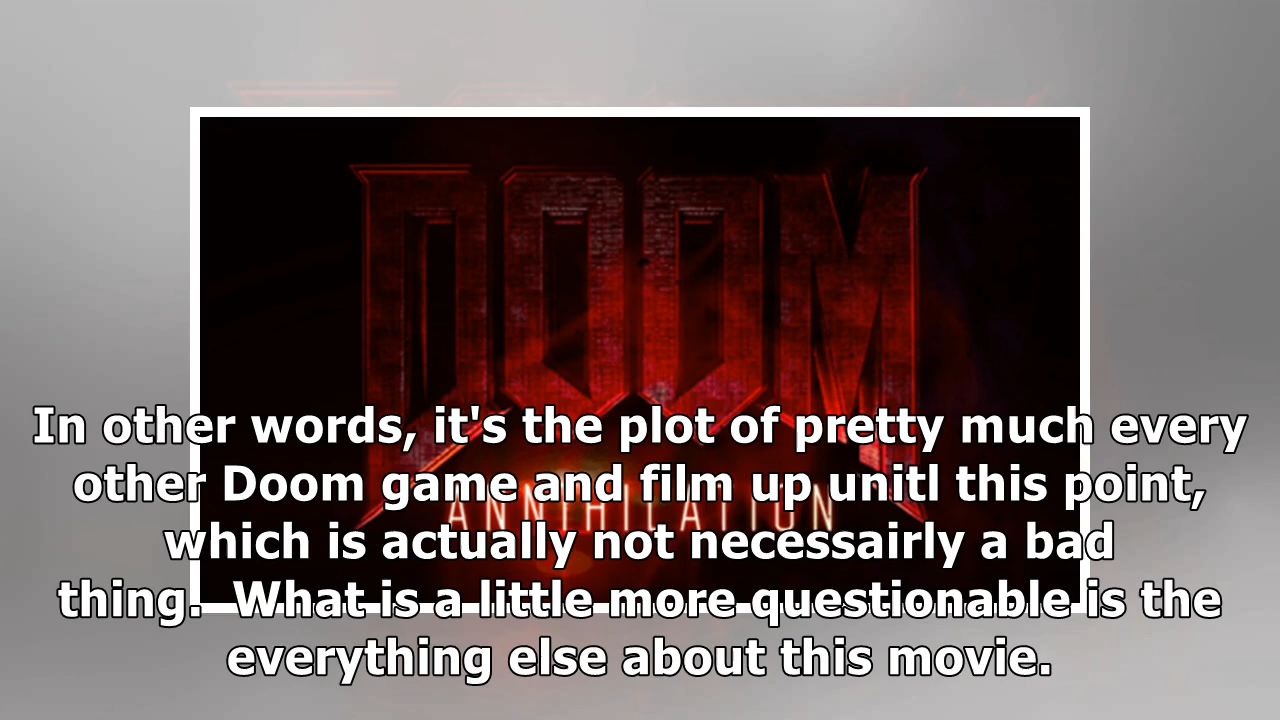 DOOM
In other words, it's the plot of pretty much every
other Doom game and film up unitl this point,
ANNIHILATION
which is actually not necessairly a bad
thing.  What is a little more questionable is the
everything else about this movie.